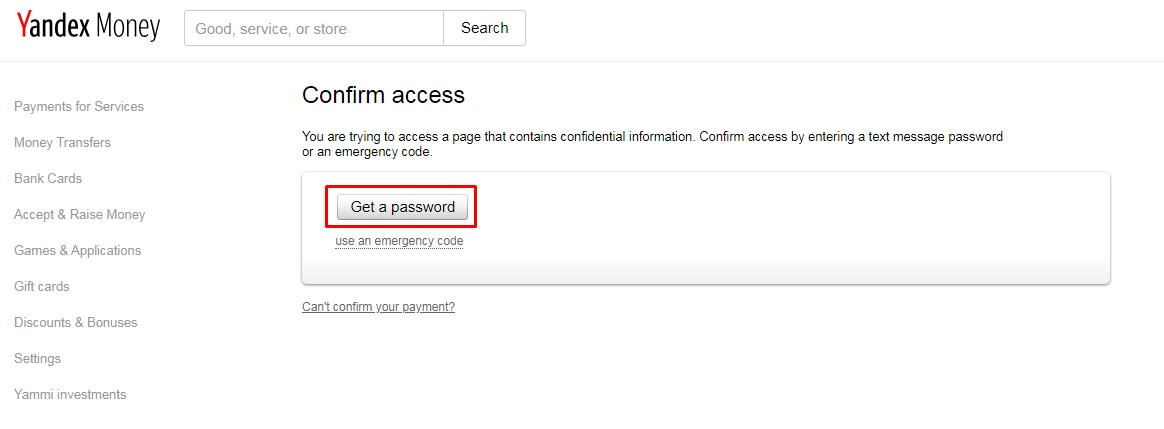 Yandex Money
Good, service, or store
Search
Payments for Services
Money Transfers
Bank Cards
Accept & Raise Money
Games & Applications
Gift cards
Discounts & Bonuses
Settings
Yammi investments
Confirm access
You are trying to access a page that contains confidential information. Confirm access by entering a text message password
or an emergency code.
Get a password
use an emergency code
Can't confirm your payment?